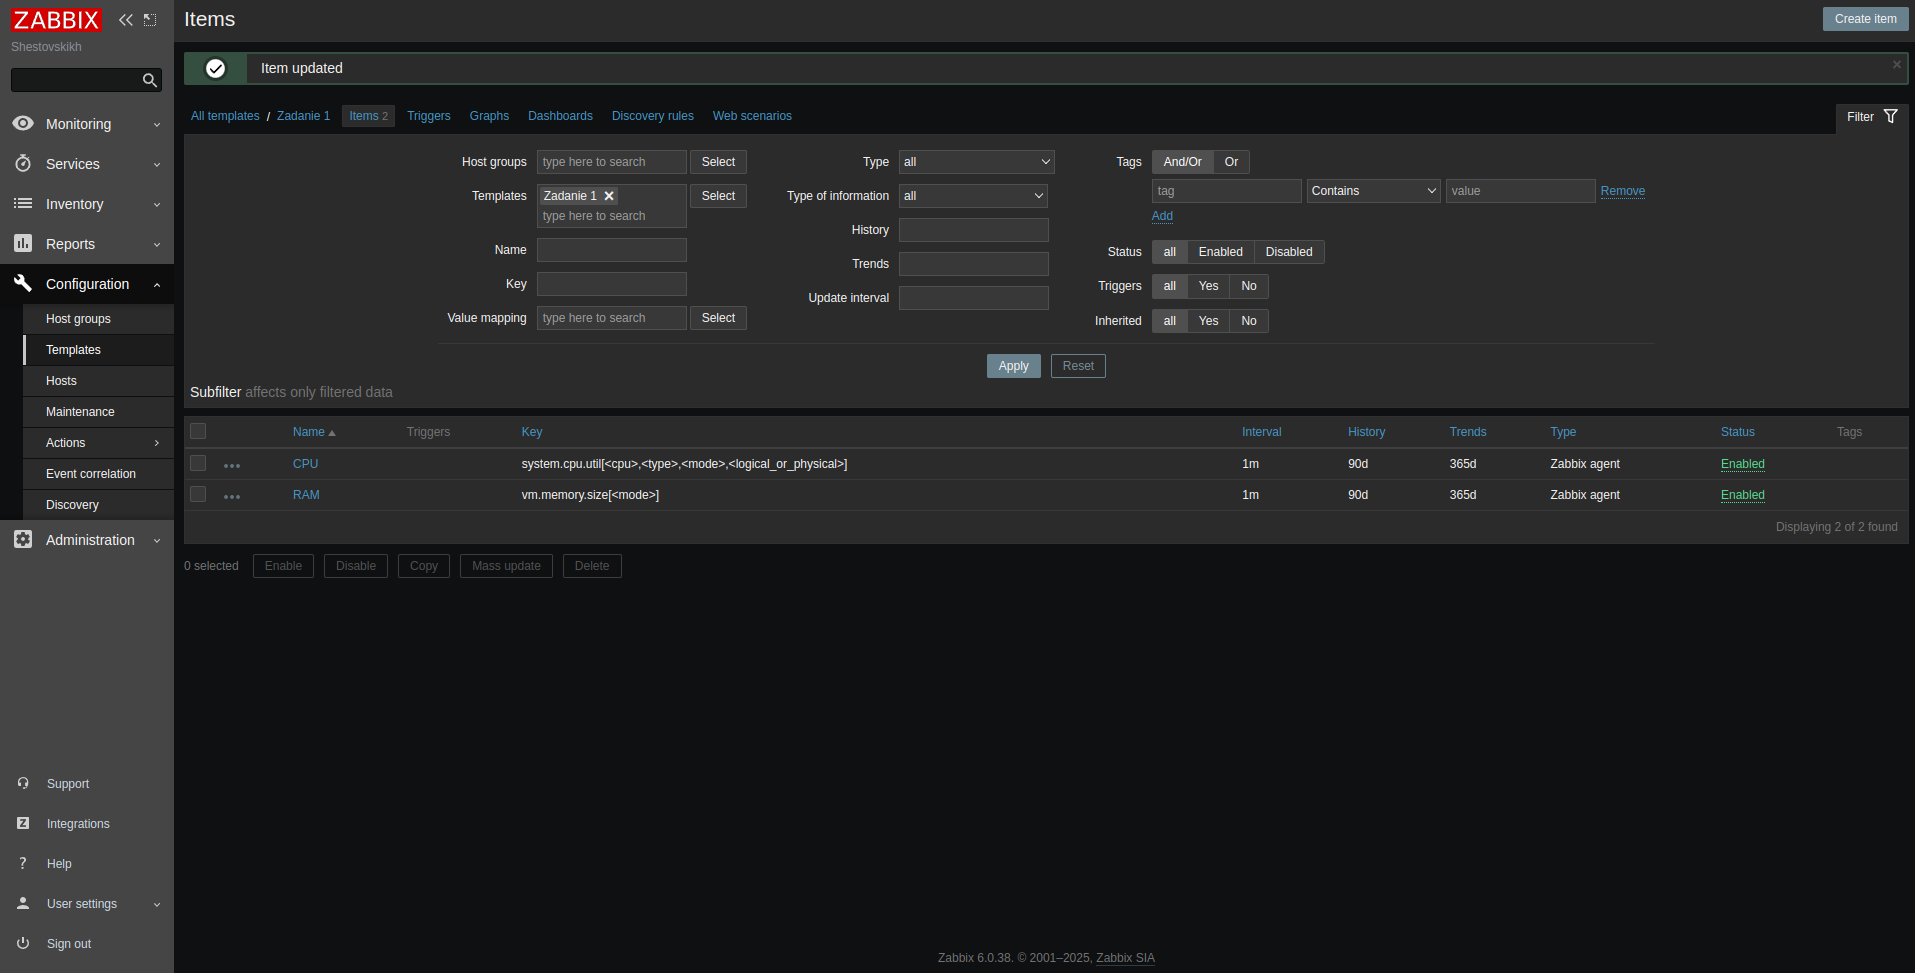 ZABBIX
Shestovskikh
Monitoring
Services
Inventory
Reports
Configuration
Host groups
Templates
Hosts
Maintenance
Actions
Event correlation
Discovery
Administration
Support
Integrations
Help
User settings
Sign out
Items
Create item
Item updated
All templates / Zadanie 1 Items 2 Triggers Graphs Dashboards Discovery rules Web scenarios
Filter
Host groups type here to search Select
Templates Zadanie 1 Select
type here to search
Name
Key
Value mapping type here to search Select
Type all
Type of information all
History
Trends
Update interval
Tags And/Or Or
tag Contains value Remove
Add
Status all Enabled Disabled
Triggers all Yes No
Inherited all Yes No
Apply Reset
Subfilter affects only filtered data
Name Triggers Key Interval History Trends Type Status Tags
CPU system.cpu.util[<cpu>,<type>,<mode>,<logical_or_physical>] 1m 90d 365d Zabbix agent Enabled
RAM vm.memory.size[<mode>] 1m 90d 365d Zabbix agent Enabled
Displaying 2 of 2 found
0 selected Enable Disable Copy Mass update Delete
Zabbix 6.0.38. © 2001–2025, Zabbix SIA